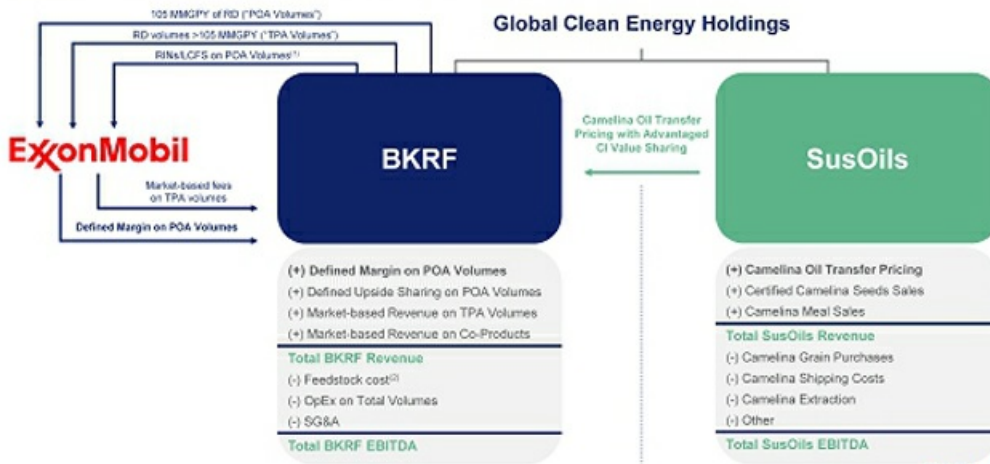 105 MMGPY of RD ("POA Volumes")
RD volumes >105 MMGPY ("TPA Volumes")
RINs/LCFS on POA Volumes(1)
Global Clean Energy Holdings
ExxonMobil
Market-based fees
on TPA volumes
Defined Margin on POA Volumes
BKRF
Camelina Oil Transfer
Pricing with Advantaged
CI Value Sharing
SusOils
(+) Defined Margin on POA Volumes
(+) Defined Upside Sharing on POA Volumes
(+) Market-based Revenue on TPA Volumes
(+) Market-based Revenue on Co-Products
Total BKRF Revenue
(-) Feedstock cost(2)
(-) OpEx on Total Volumes
(-) SG&A
Total BKRF EBITDA
(+) Camelina Oil Transfer Pricing
(+) Certified Camelina Seeds Sales
(+) Camelina Meal Sales
Total SusOils Revenue
(-) Camelina Grain Purchases
(-) Camelina Shipping Costs
(-) Camelina Extraction
(-) Other
Total SusOils EBITDA